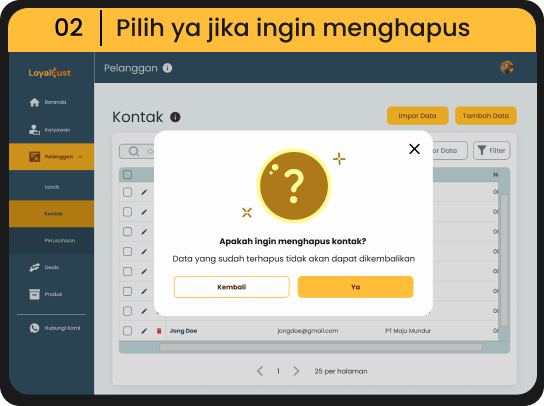 02 Pilih ya jika ingin menghapus
LoyalCust
Pelanggan
Beranda
Karyawan
Pelanggan
Leads
Kontak
Perusahaan
Deals
Produk
Hubungi Kami
Kontak
Impor Data
Tambah Data
Filter
Apakah ingin menghapus kontak?
Data yang sudah terhapus tidak akan dapat dikembalikan
Kembali
Ya
Jong Doe jongdoe@gmail.com PT Maju Mundur
1
25 per halaman